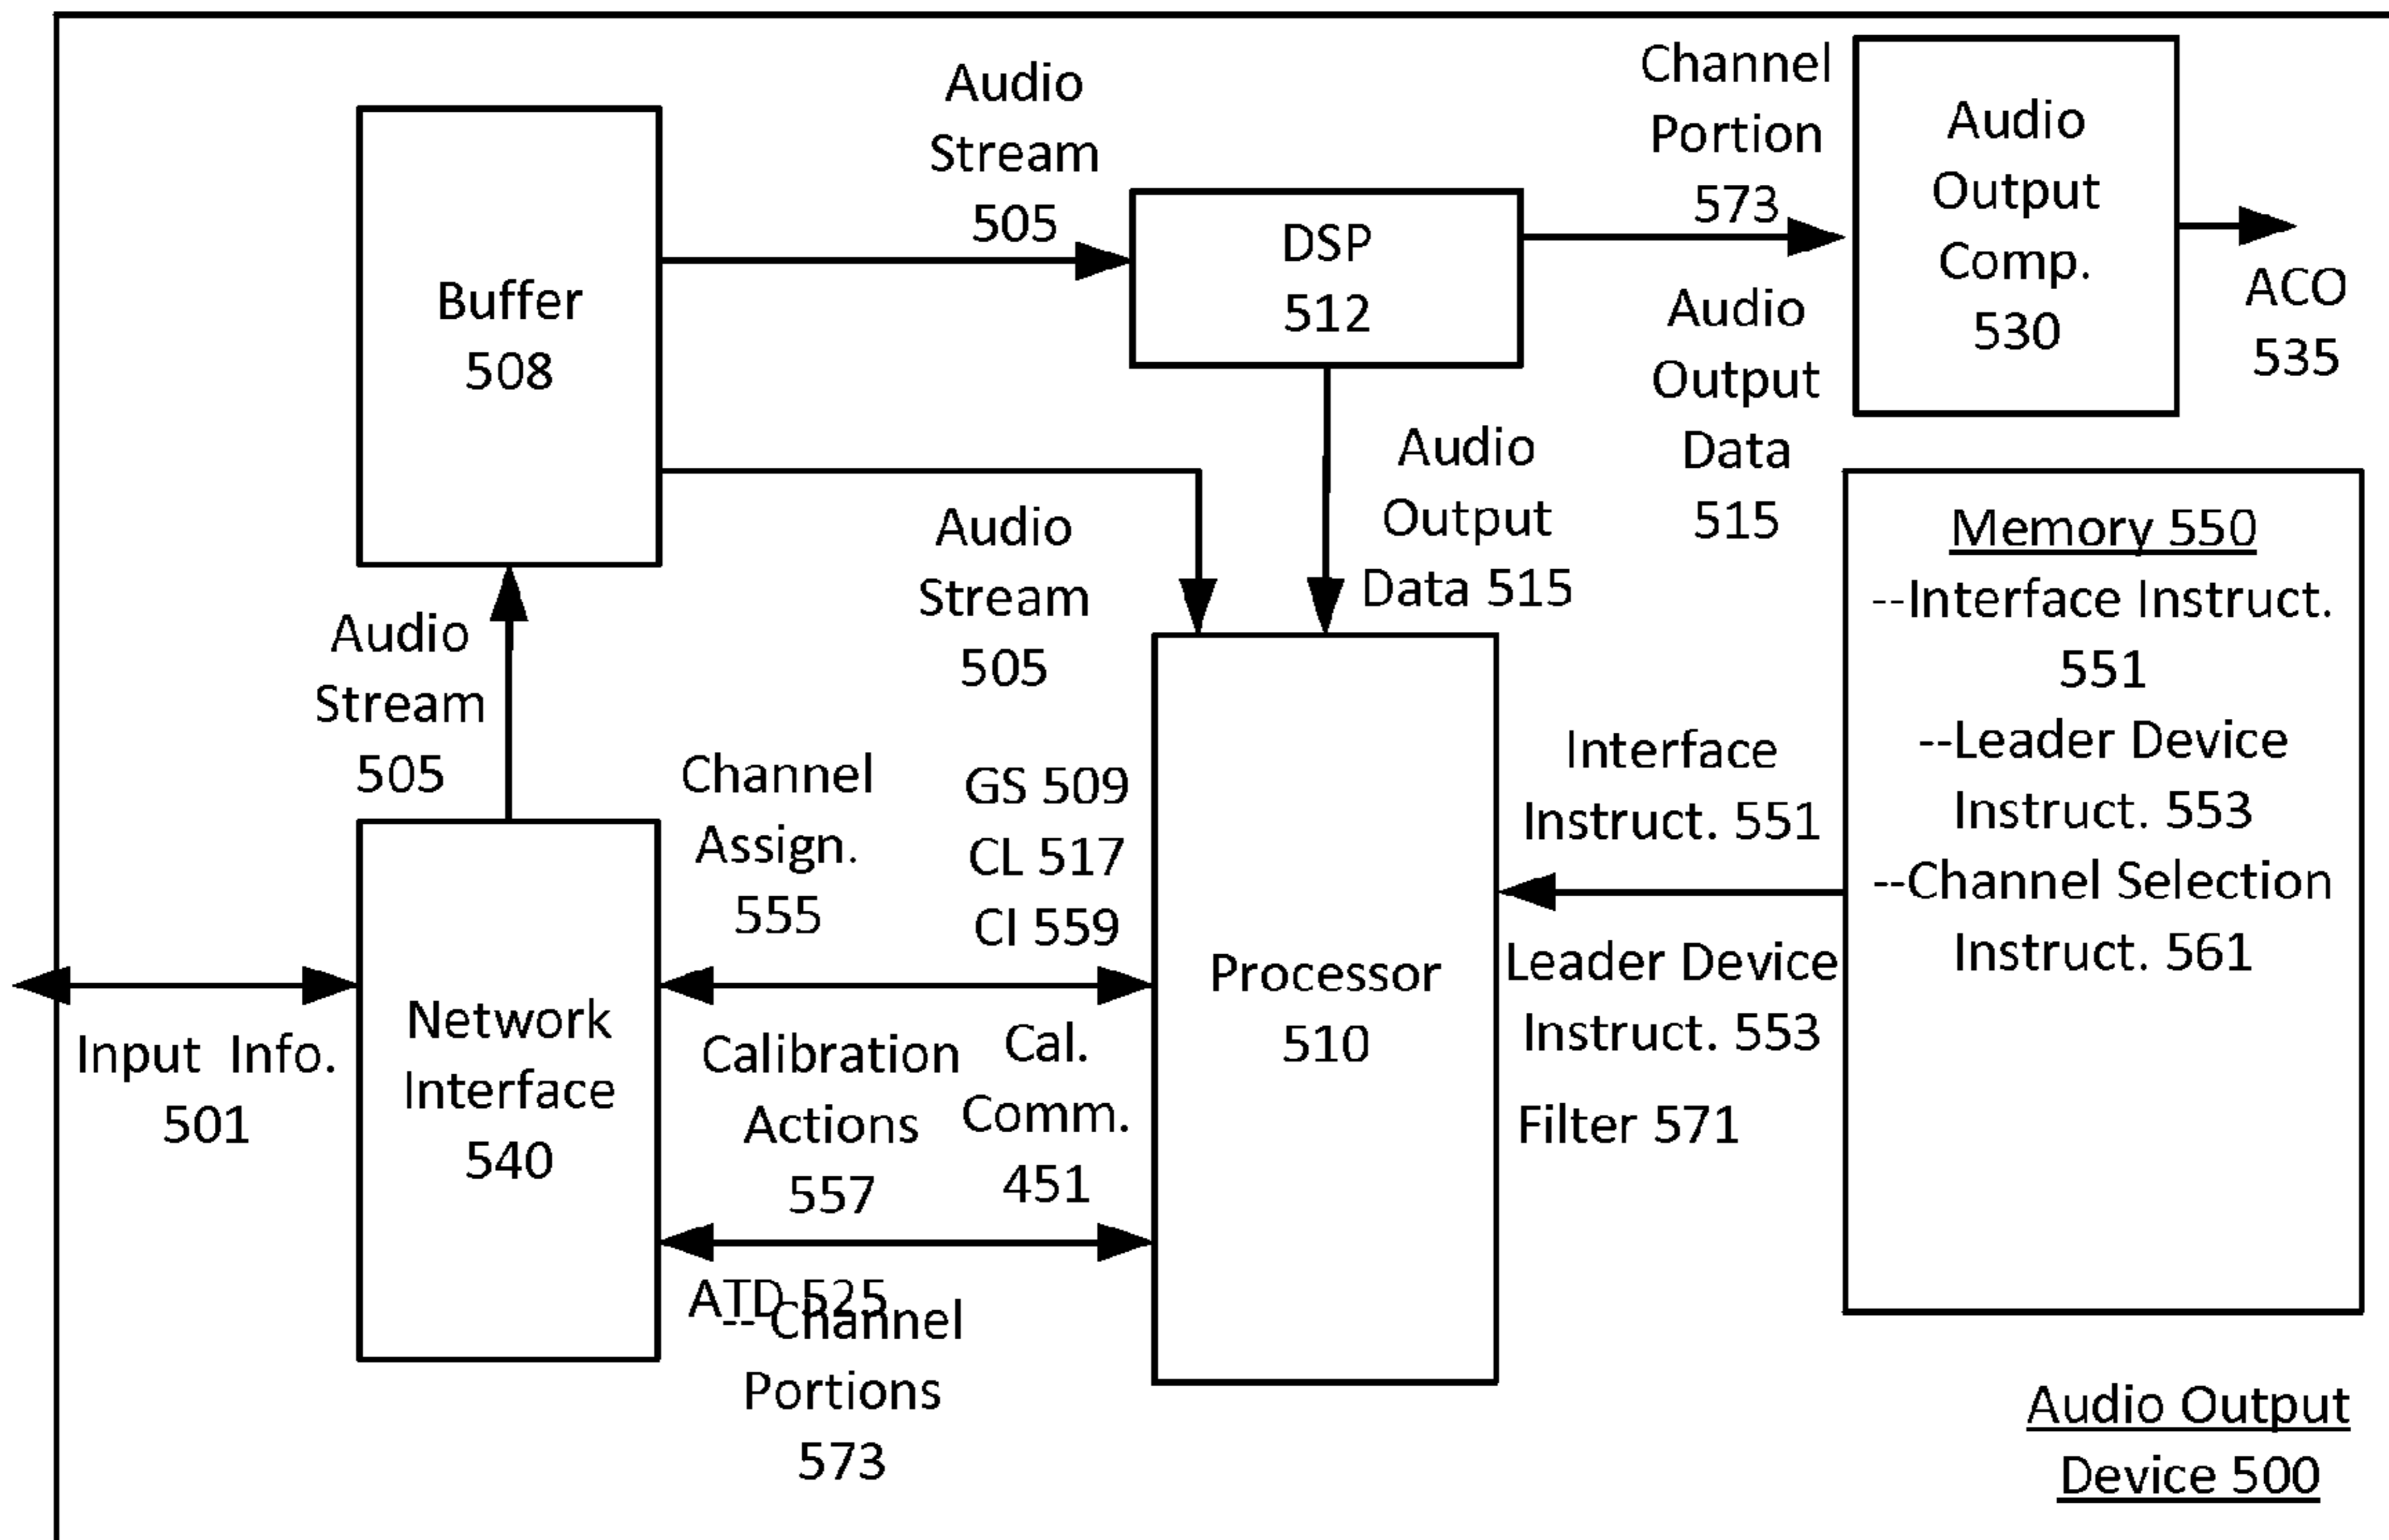 Audio
Stream
505
Channel
Portion
573
Audio
Output
Comp.
530
Buffer
508
DSP
512
ACO
535
Audio
Output
Data
515
Audio
Output
Data 515
Audio
Stream
505
Memory 550
--Interface Instruct.
551
--Leader Device
Instruct. 553
--Channel Selection
Instruct. 561
Audio
Stream
505
Channel
Assign.
555
GS 509
CL 517
CI 559
Interface
Instruct. 551
Processor
510
Leader Device
Instruct. 553
Filter 571
Input Info.
501
Network
Interface
540
Calibration
Actions
557
Cal.
Comm.
451
ATD 525
-- Channel
Portions
573
Audio Output
Device 500